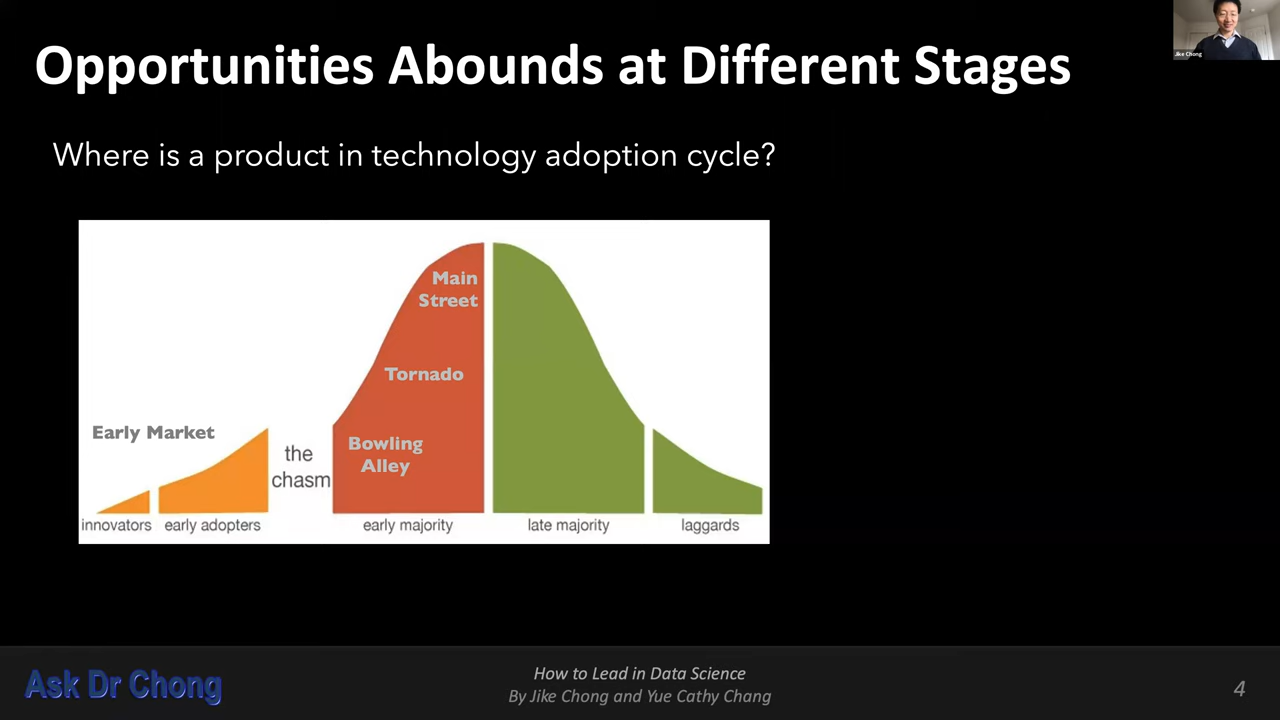 Opportunities Abounds at Different Stages
Jike Chong
Where is a product in technology adoption cycle?
Main
Street
Tornado
Early Market
the
chasm
Bowling
Alley
innovators
early adopters
early majority
late majority
laggards
Ask Dr Chong
How to Lead in Data Science
By Jike Chong and Yue Cathy Chang
4